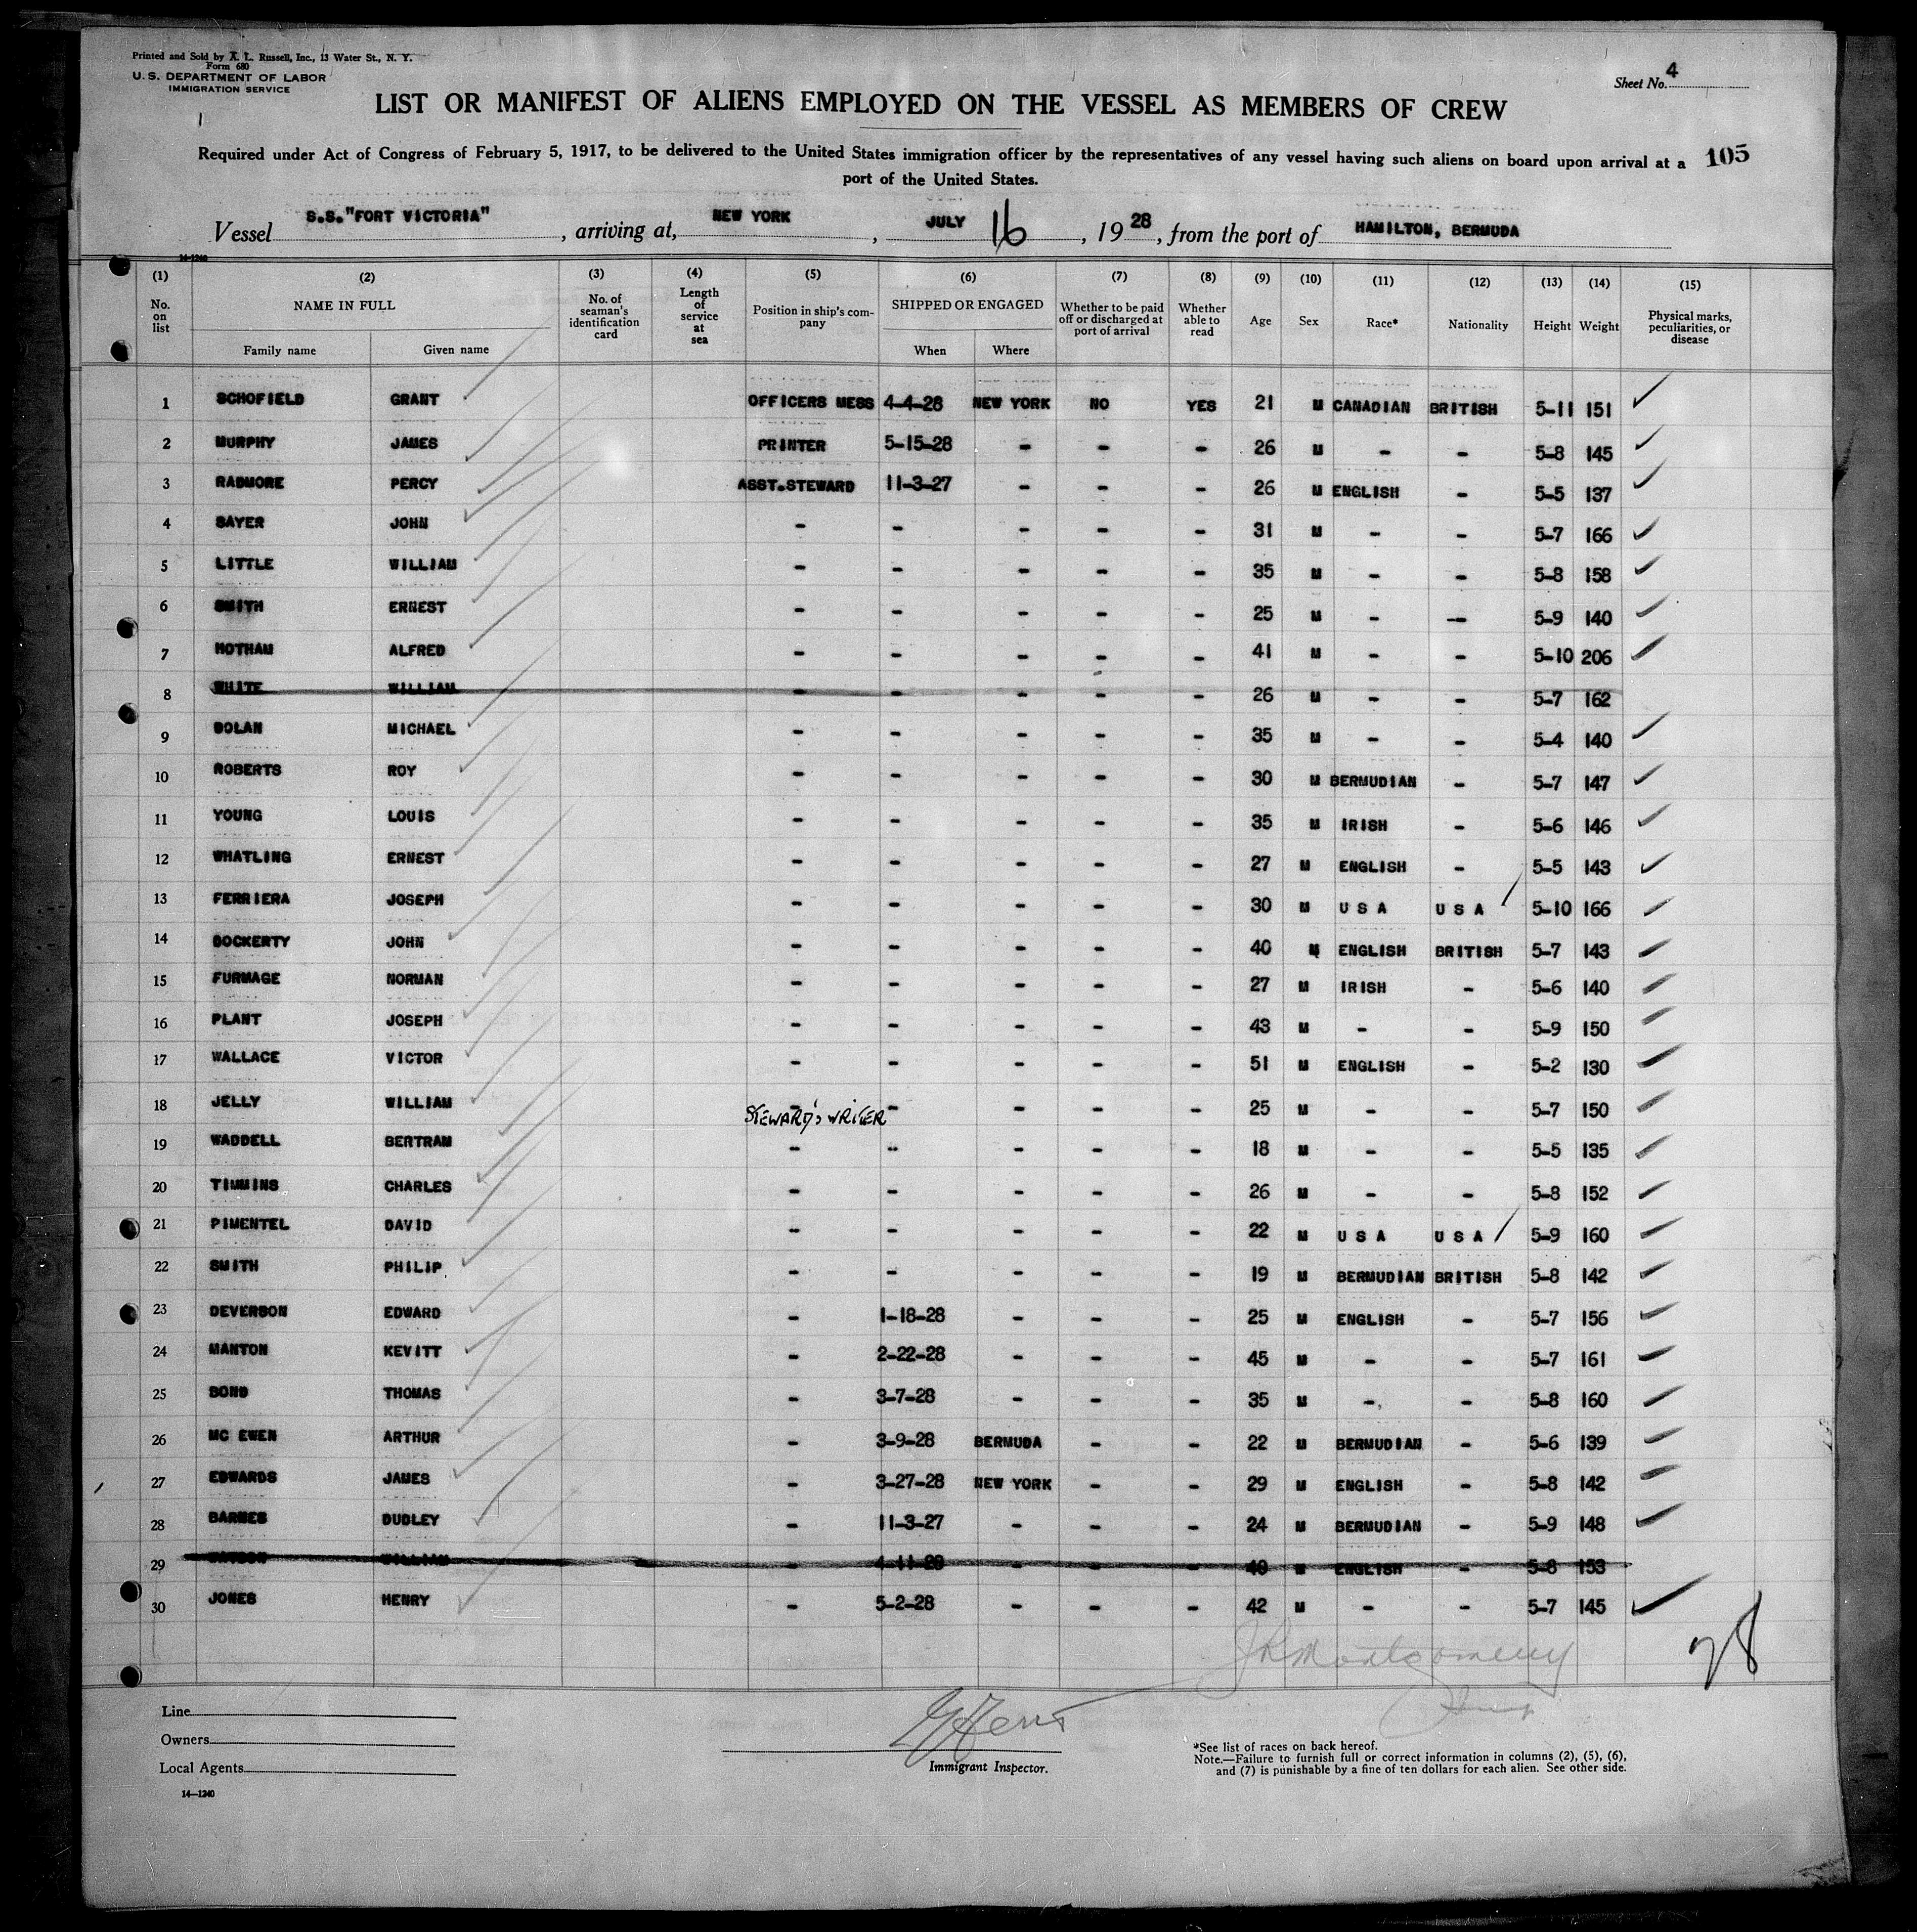 Printed and Sold by A. L. Russell, Inc., 13 Water St., N. Y.
Form 680
U. S. DEPARTMENT OF LABOR
IMMIGRATION SERVICE
Sheet No. 4
LIST OR MANIFEST OF ALIENS EMPLOYED ON THE VESSEL AS MEMBERS OF CREW
Required under Act of Congress of February 5, 1917, to be delivered to the United States immigration officer by the representatives of any vessel having such aliens on board upon arrival at a
port of the United States.
105
Vessel S.S. "FORT VICTORIA", arriving at, NEW YORK, JULY 16, 1928, from the port of HAMILTON, BERMUDA
14-1240
(1) (2) (3) (4) (5) (6) (7) (8) (9) (10) (11) (12) (13) (14) (15)
No. on list NAME IN FULL Family name Given name No. of seaman's identification card Length of service at sea Position in ship's company SHIPPED OR ENGAGED When Where Whether to be paid off or discharged at port of arrival Whether able to read Age Sex Race* Nationality Height Weight Physical marks, peculiarities, or disease
1 SCHOFIELD GRANT OFFICERS MESS 4-4-28 NEW YORK NO YES 21 M CANADIAN BRITISH 5-11 151
2 MURPHY JAMES PRINTER 5-15-28 - - - 26 M - - 5-8 145
3 RADMORE PERCY ASST.STEWARD 11-3-27 - - - 26 M ENGLISH - 5-5 137
4 SAYER JOHN - - - - - 31 M - - 5-7 166
5 LITTLE WILLIAM - - - - - 35 M - - 5-8 158
6 SMITH ERNEST - - - - - 25 M - - 5-9 140
7 HOTHAM ALFRED - - - - - 41 M - - 5-10 206
8 WHITE WILLIAM - - - - - 26 M - - 5-7 162
9 DOLAN MICHAEL - - - - - 35 M - - 5-4 140
10 ROBERTS ROY - - - - - 30 M BERMUDIAN - 5-7 147
11 YOUNG LOUIS - - - - - 35 M IRISH - 5-6 146
12 WHATLING ERNEST - - - - - 27 M ENGLISH - 5-5 143
13 FERRIERA JOSEPH - - - - - 30 M U S A U S A 5-10 166
14 DOCKERTY JOHN - - - - - 40 M ENGLISH BRITISH 5-7 143
15 FURMAGE NORMAN - - - - - 27 M IRISH - 5-6 140
16 PLANT JOSEPH - - - - - 43 M - - 5-9 150
17 WALLACE VICTOR - - - - - 51 M ENGLISH - 5-2 130
18 JELLY WILLIAM STEWARD'S WRITER - - - - 25 M - - 5-7 150
19 WADDELL BERTRAM - - - - - 18 M - - 5-5 135
20 TIMMINS CHARLES - - - - - 26 M - - 5-8 152
21 PIMENTEL DAVID - - - - - 22 M U S A U S A 5-9 160
22 SMITH PHILIP - - - - - 19 M BERMUDIAN BRITISH 5-8 142
23 DEVERSON EDWARD - 1-18-28 - - - 25 M ENGLISH - 5-7 156
24 MANTON KEVITT - 2-22-28 - - - 45 M - - 5-7 161
25 BOND THOMAS - 3-7-28 - - - 35 M - - 5-8 160
26 MC EWEN ARTHUR - 3-9-28 BERMUDA - - 22 M BERMUDIAN - 5-6 139
27 EDWARDS JAMES - 3-27-28 NEW YORK - - 29 M ENGLISH - 5-8 142
28 BARNES DUDLEY - 11-3-27 - - - 24 M BERMUDIAN - 5-9 148
29 WILLIAM - 4-11-28 - - - 40 M ENGLISH - 5-8 153
30 JONES HENRY - 5-2-28 - - - 42 M - - 5-7 145
JRMontgomery
28
Line
Owners
Local Agents
14-1240
Immigrant Inspector.
*See list of races on back hereof.
Note.—Failure to furnish full or correct information in columns (2), (5), (6),
and (7) is punishable by a fine of ten dollars for each alien. See other side.